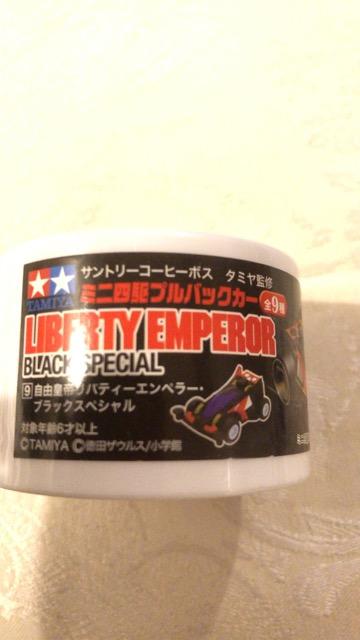 サントリーコーヒーボス タミヤ監修
TAMIYA
ミニ四駆プルバックカー 全9種
LIBERTY EMPEROR
BLACK SPECIAL
9 自由皇帝リバティーエンペラー・
ブラックスペシャル
対象年齢6才以上
©TAMIYA ©徳田ザウルス/小学館